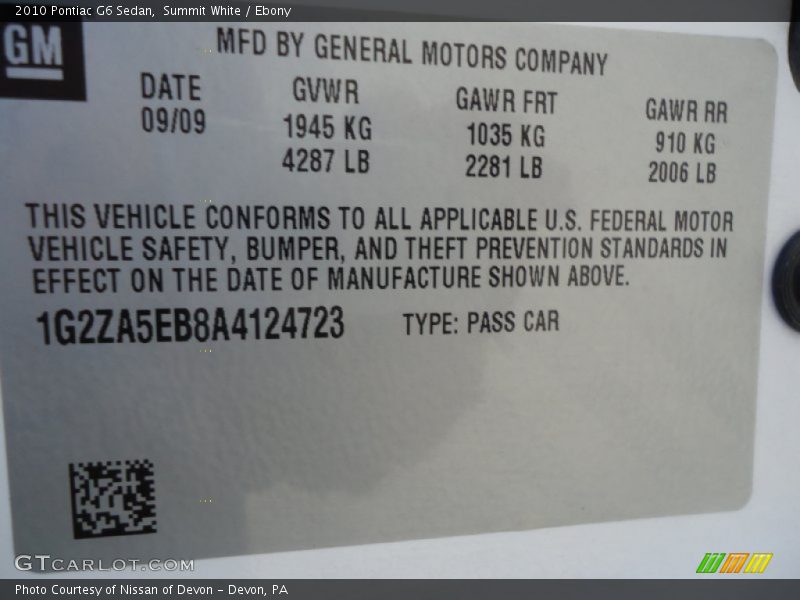 2010 Pontiac G6 Sedan, Summit White / Ebony
GM
MFD BY GENERAL MOTORS COMPANY
DATE GVWR GAWR FRT GAWR RR
09/09 1945 KG 1035 KG 910 KG
4287 LB 2281 LB 2006 LB
THIS VEHICLE CONFORMS TO ALL APPLICABLE U.S. FEDERAL MOTOR
VEHICLE SAFETY, BUMPER, AND THEFT PREVENTION STANDARDS IN
EFFECT ON THE DATE OF MANUFACTURE SHOWN ABOVE.
1G2ZA5EB8A4124723 TYPE: PASS CAR
GTCARLOT.COM
Photo Courtesy of Nissan of Devon - Devon, PA